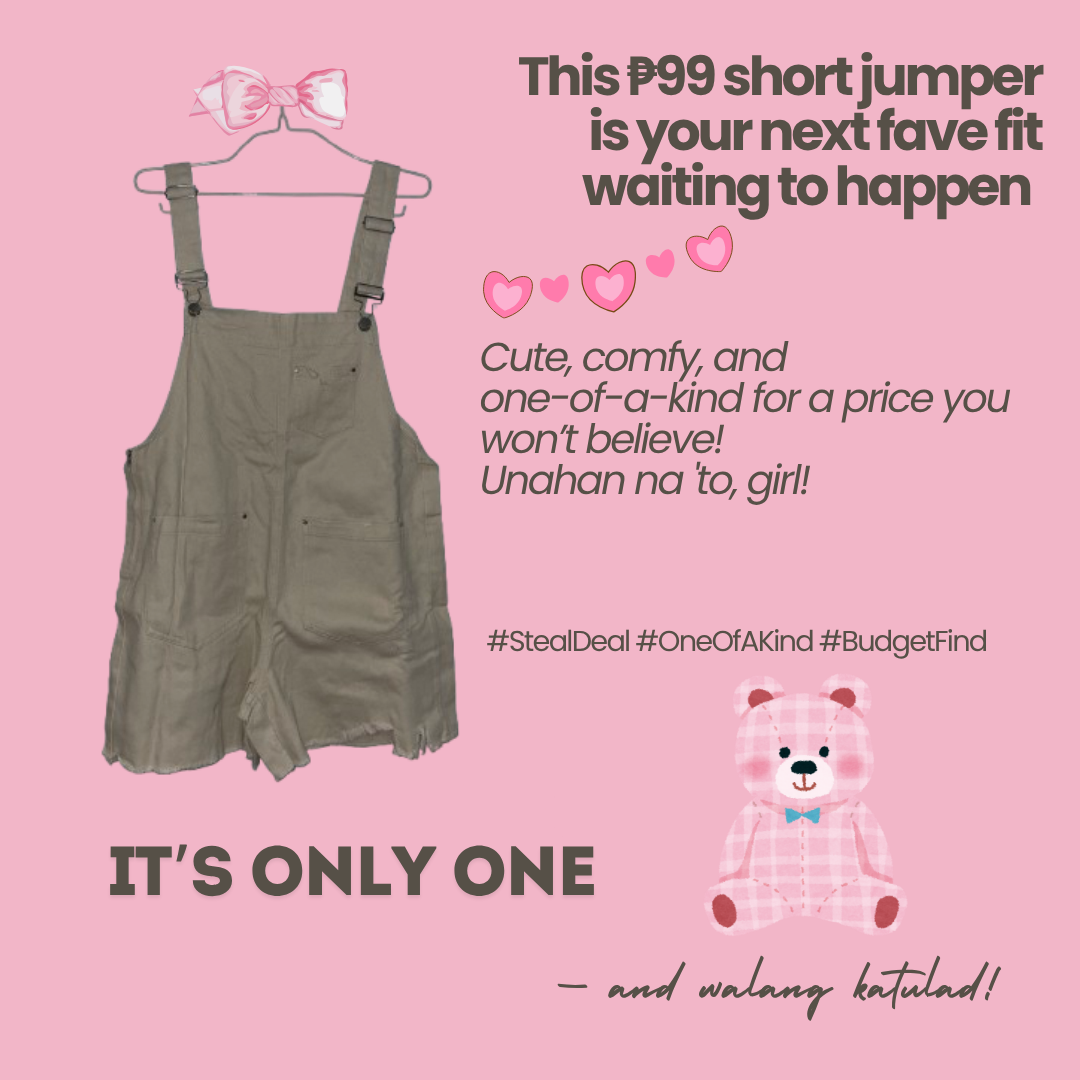 This ₱99 short jumper
is your next fave fit
waiting to happen
Cute, comfy, and
one-of-a-kind for a price you
won’t believe!
Unahan na 'to, girl!
#StealDeal #OneOfAKind #BudgetFind
IT’S ONLY ONE
– and walang katulad!